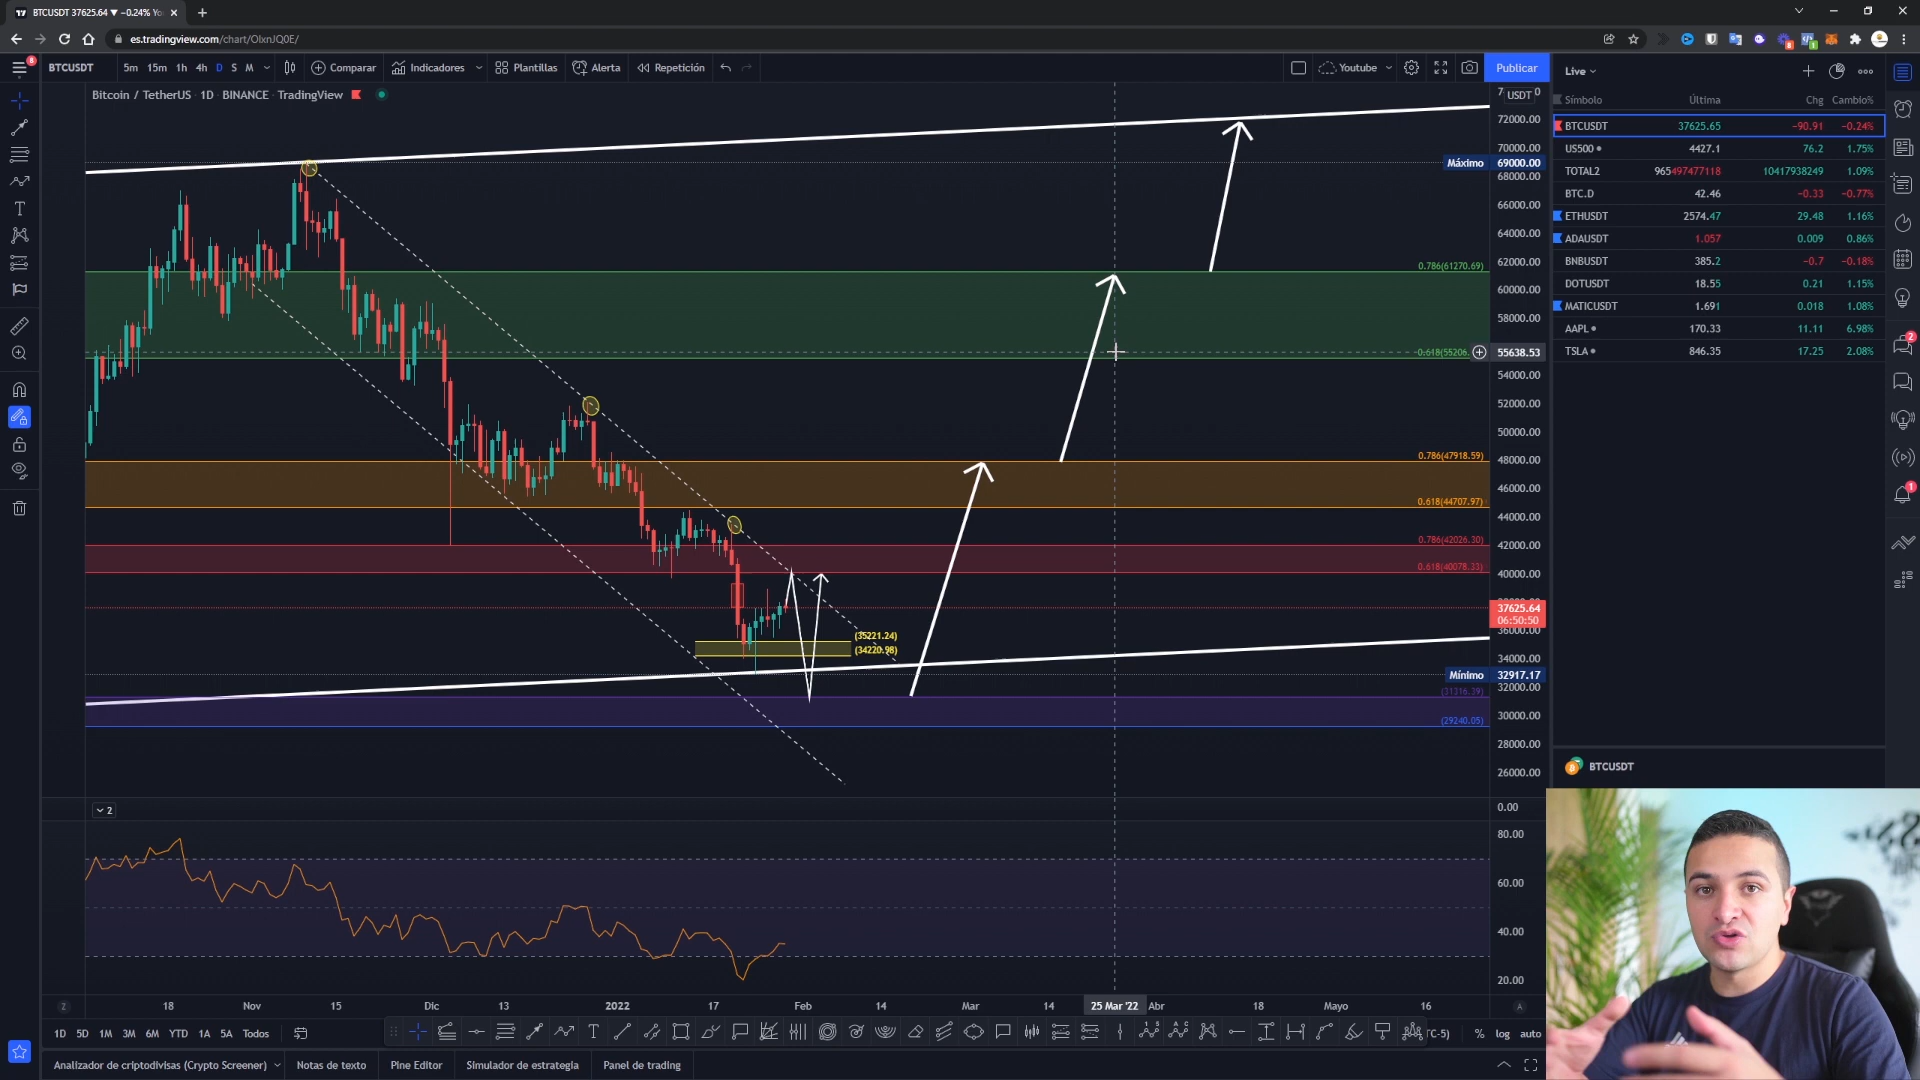 BTCUSDT 37625.64 ▼ −0.24% Yo
es.tradingview.com/chart/OlxnJQ0E/
8
BTCUSDT 5m 15m 1h 4h D S M Comparar Indicadores Plantillas Alerta Repetición Youtube Publicar
Bitcoin / TetherUS · 1D · BINANCE · TradingView
USDT
72000.00
70000.00
Máximo 69000.00
68000.00
66000.00
64000.00
62000.00
0.786(61270.69)
60000.00
58000.00
0.618(55206.
55638.53
54000.00
52000.00
50000.00
48000.00
0.786(47918.59)
46000.00
0.618(44707.97)
44000.00
42000.00
0.786(42026.30)
0.618(40078.33)
40000.00
37625.64
06:50:50
36000.00
(35221.24)
(34220.98)
34000.00
Mínimo 32917.17
32000.00
(31316.39)
30000.00
(29240.05)
28000.00
26000.00
2
0.00
80.00
60.00
40.00
20.00
Z 18 Nov 15 Dic 13 2022 17 Feb 14 Mar 14 25 Mar '22 Abr 18 Mayo 16 A
1D 5D 1M 3M 6M YTD 1A 5A Todos
TC-5) % log auto
Analizador de criptodivisas (Crypto Screener) Notas de texto Pine Editor Simulador de estrategia Panel de trading
Live
Símbolo Última Chg Cambio%
BTCUSDT 37625.65 −90.91 −0.24%
US500 4427.1 76.2 1.75%
TOTAL2 965497477118 10417938249 1.09%
BTC.D 42.46 −0.33 −0.77%
ETHUSDT 2574.47 29.48 1.16%
ADAUSDT 1.057 0.009 0.86%
BNBUSDT 385.2 −0.7 −0.18%
DOTUSDT 18.55 0.21 1.15%
MATICUSDT 1.691 0.018 1.08%
AAPL 170.33 11.11 6.98%
TSLA 846.35 17.25 2.08%
BTCUSDT
2
1